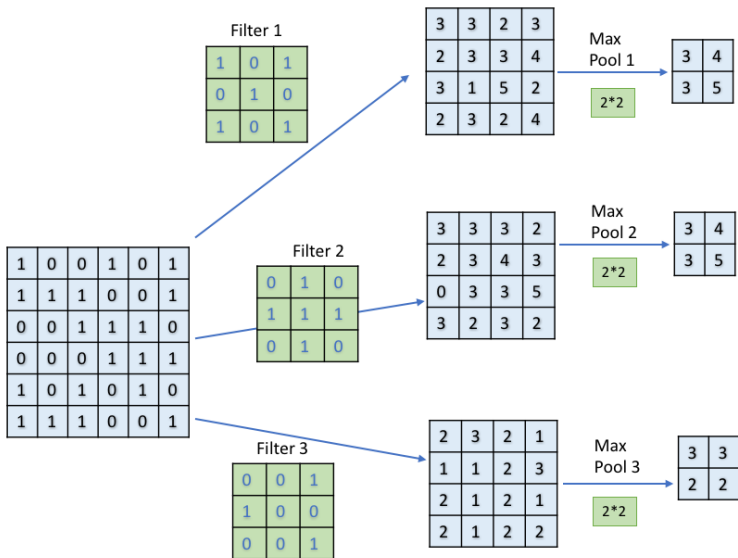 Filter 1
1 0 1
0 1 0
1 0 1
3 3 2 3
2 3 3 4
3 1 5 2
2 3 2 4
Max
Pool 1
2*2
3 4
3 5
1 0 0 1 0 1
1 1 1 0 0 1
0 0 1 1 1 0
0 0 0 1 1 1
1 0 1 0 1 0
1 1 1 0 0 1
Filter 2
0 1 0
1 1 1
0 1 0
3 3 3 2
2 3 4 3
0 3 3 5
3 2 3 2
Max
Pool 2
2*2
3 4
3 5
Filter 3
0 0 1
1 0 0
0 0 1
2 3 2 1
1 1 2 3
2 1 2 1
2 1 2 2
Max
Pool 3
2*2
3 3
2 2